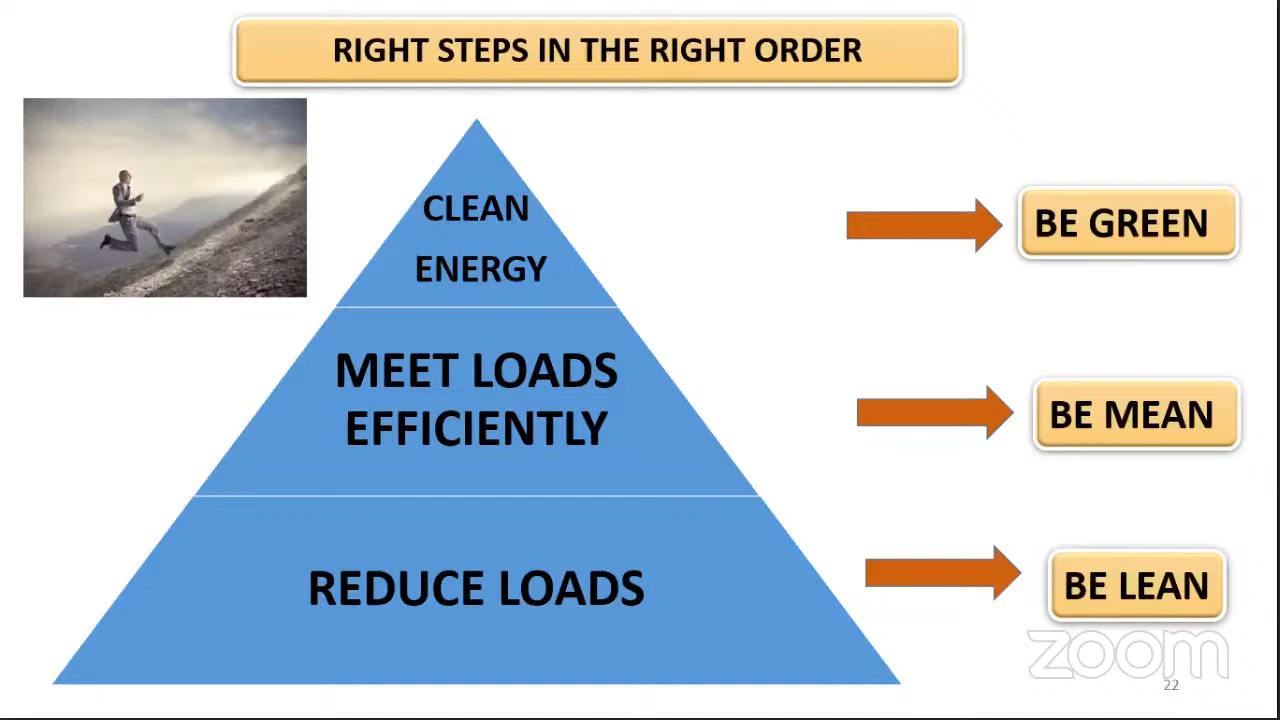 RIGHT STEPS IN THE RIGHT ORDER
CLEAN
ENERGY
BE GREEN
MEET LOADS
EFFICIENTLY
BE MEAN
REDUCE LOADS
BE LEAN
zoom
22